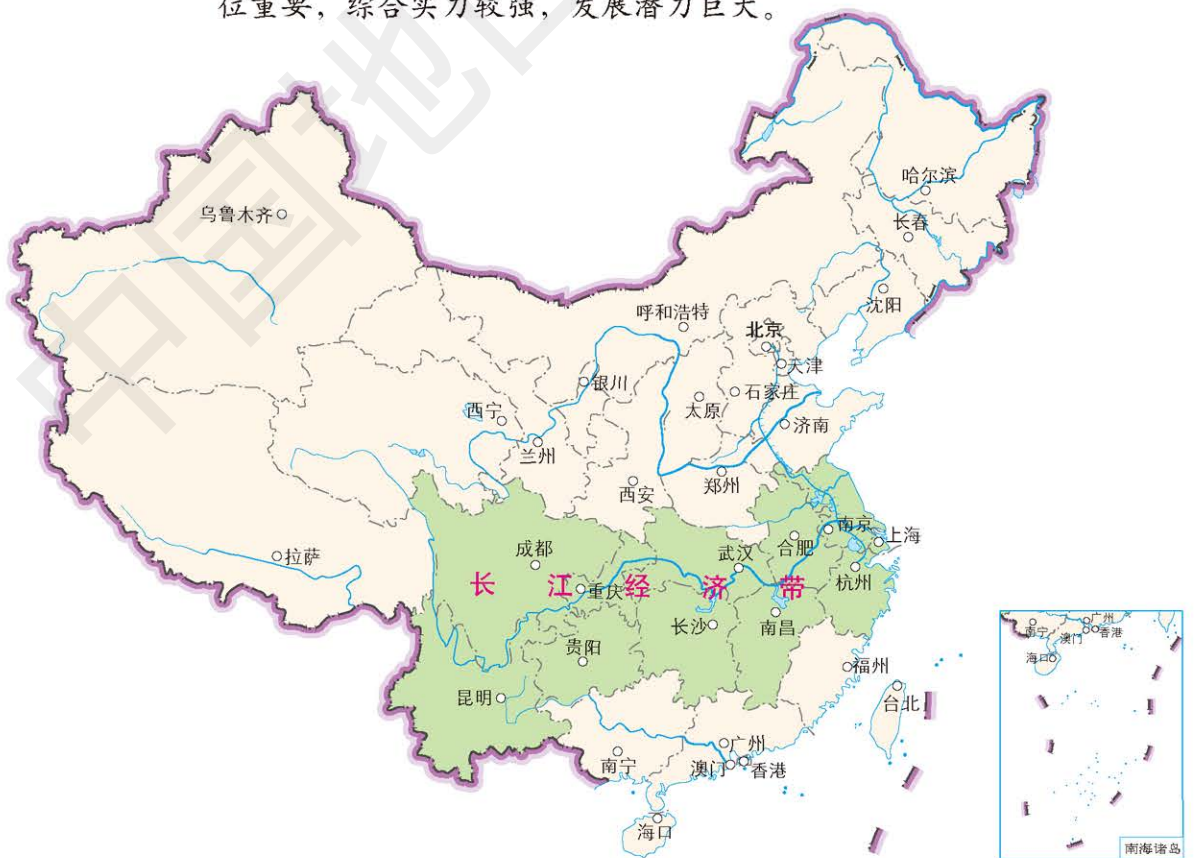 位重要，综合实力较强，发展潜力巨大。
中国地图
哈尔滨
乌鲁木齐
长春
沈阳
呼和浩特
北京
天津
银川
石家庄
太原
西宁
济南
兰州
郑州
西安
南京
上海
成都
武汉
合肥
拉萨
杭州
长江经济带
重庆
长沙
南昌
贵阳
福州
昆明
台北
广州
南宁
澳门
香港
海口
广州
南宁
澳门
香港
海口
南海诸岛